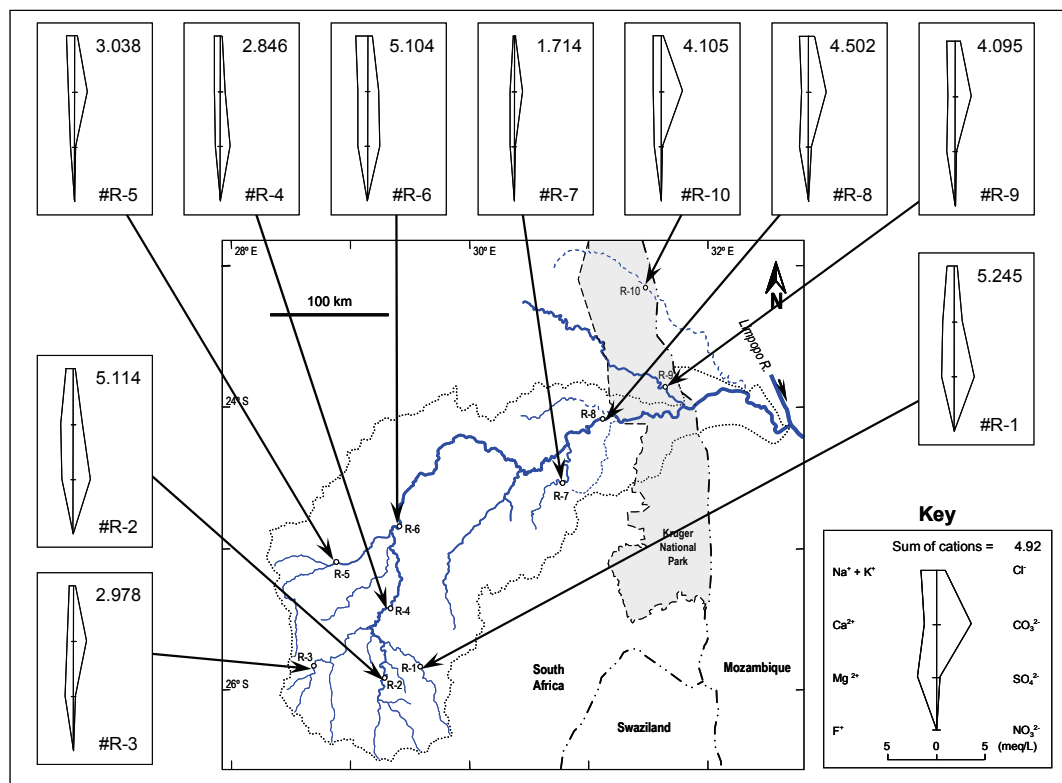 3.038
#R-5
2.846
#R-4
5.104
#R-6
1.714
#R-7
4.105
#R-10
4.502
#R-8
4.095
#R-9
5.245
#R-1
5.114
#R-2
2.978
#R-3
28° E
30° E
32° E
24° S
26° S
100 km
N
Limpopo R.
R-10
R-9
R-8
R-7
R-6
R-5
R-4
R-3
R-1
R-2
Kruger
National
Park
South
Africa
Mozambique
Swaziland
Key
Sum of cations = 4.92
Na⁺ + K⁺ Cl⁻
Ca²⁺ CO₃²⁻
Mg²⁺ SO₄²⁻
F⁺ NO₃²⁻
5 0 5 (meq/L)